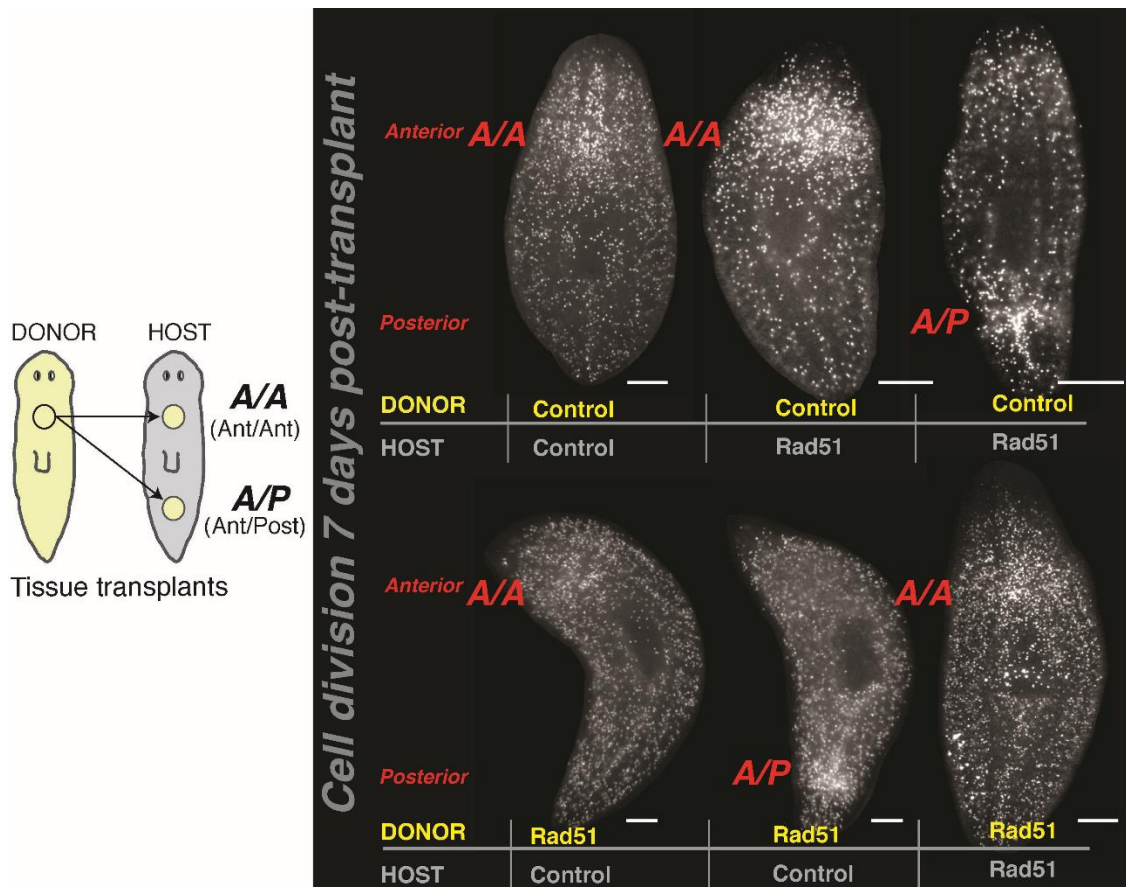 DONOR HOST
A/A
(Ant/Ant)
A/P
(Ant/Post)
Tissue transplants
Cell division 7 days post-transplant
Anterior A/A A/A
Posterior A/P
DONOR Control Control Control
HOST Control Rad51 Rad51
Anterior A/A A/A
Posterior A/P
DONOR Rad51 Rad51 Rad51
HOST Control Control Rad51